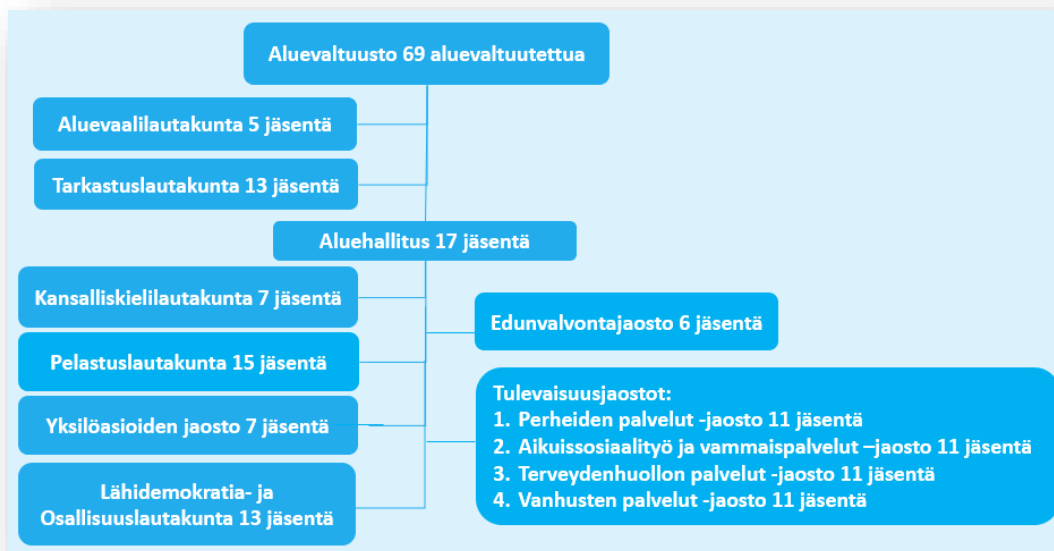 Aluevaltuusto 69 aluevaltuutettua
Aluevaalilautakunta 5 jäsentä
Tarkastuslautakunta 13 jäsentä
Aluehallitus 17 jäsentä
Kansalliskielilautakunta 7 jäsentä
Edunvalvontajaosto 6 jäsentä
Pelastuslautakunta 15 jäsentä
Yksilöasioiden jaosto 7 jäsentä
Lähidemokratia- ja
Osallisuuslautakunta 13 jäsentä
Tulevaisuusjaostot:
1. Perheiden palvelut -jaosto 11 jäsentä
2. Aikuissosiaalityö ja vammaispalvelut –jaosto 11 jäsentä
3. Terveydenhuollon palvelut -jaosto 11 jäsentä
4. Vanhusten palvelut -jaosto 11 jäsentä